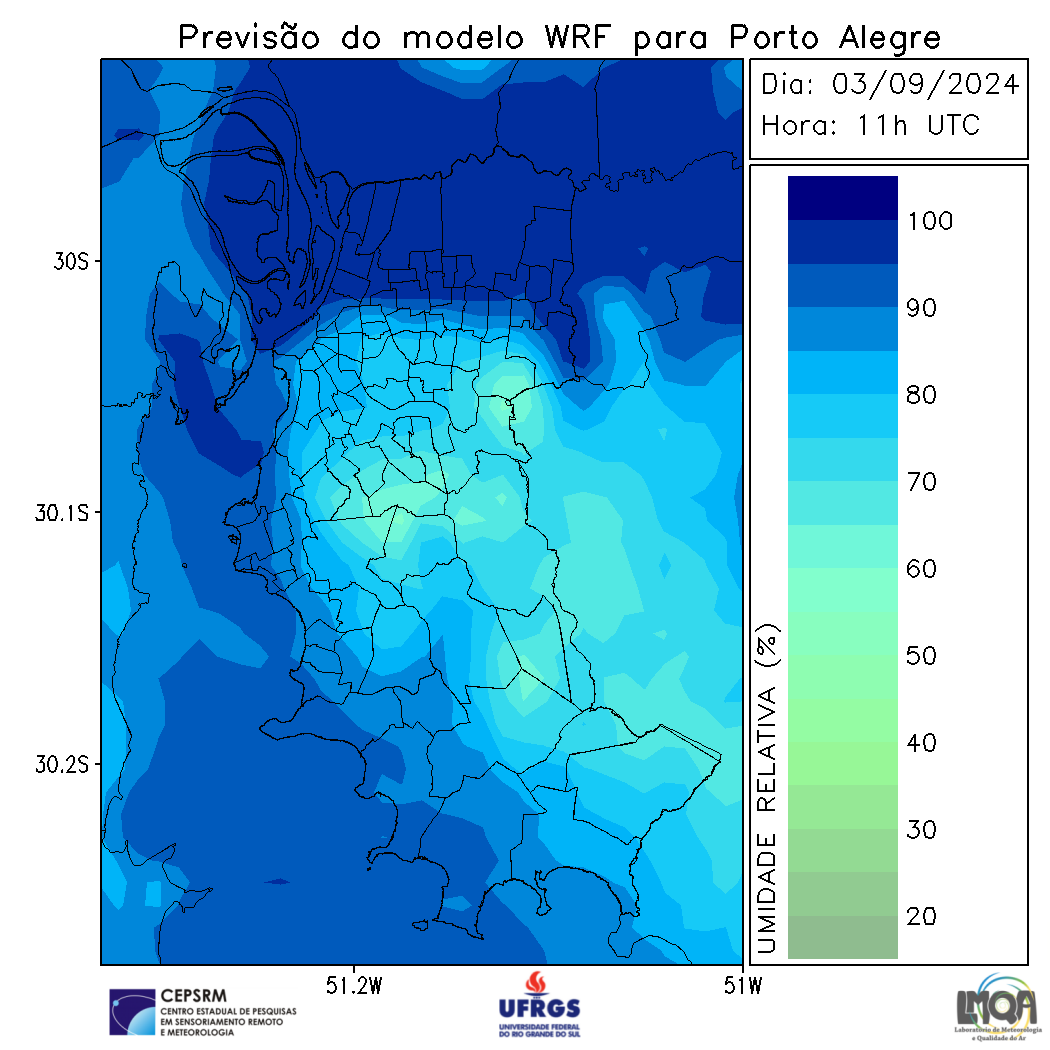 Previsão do modelo WRF para Porto Alegre
Dia: 03/09/2024
Hora: 11h UTC
100
90
80
70
60
50
40
30
20
UMIDADE RELATIVA (%)
30S
30.1S
30.2S
51.2W
51W
CEPSRM
CENTRO ESTADUAL DE PESQUISAS
EM SENSORIAMENTO REMOTO
E METEOROLOGIA
UFRGS
UNIVERSIDADE FEDERAL
DO RIO GRANDE DO SUL
LMQA
Laboratório de Meteorologia
e Qualidade do Ar